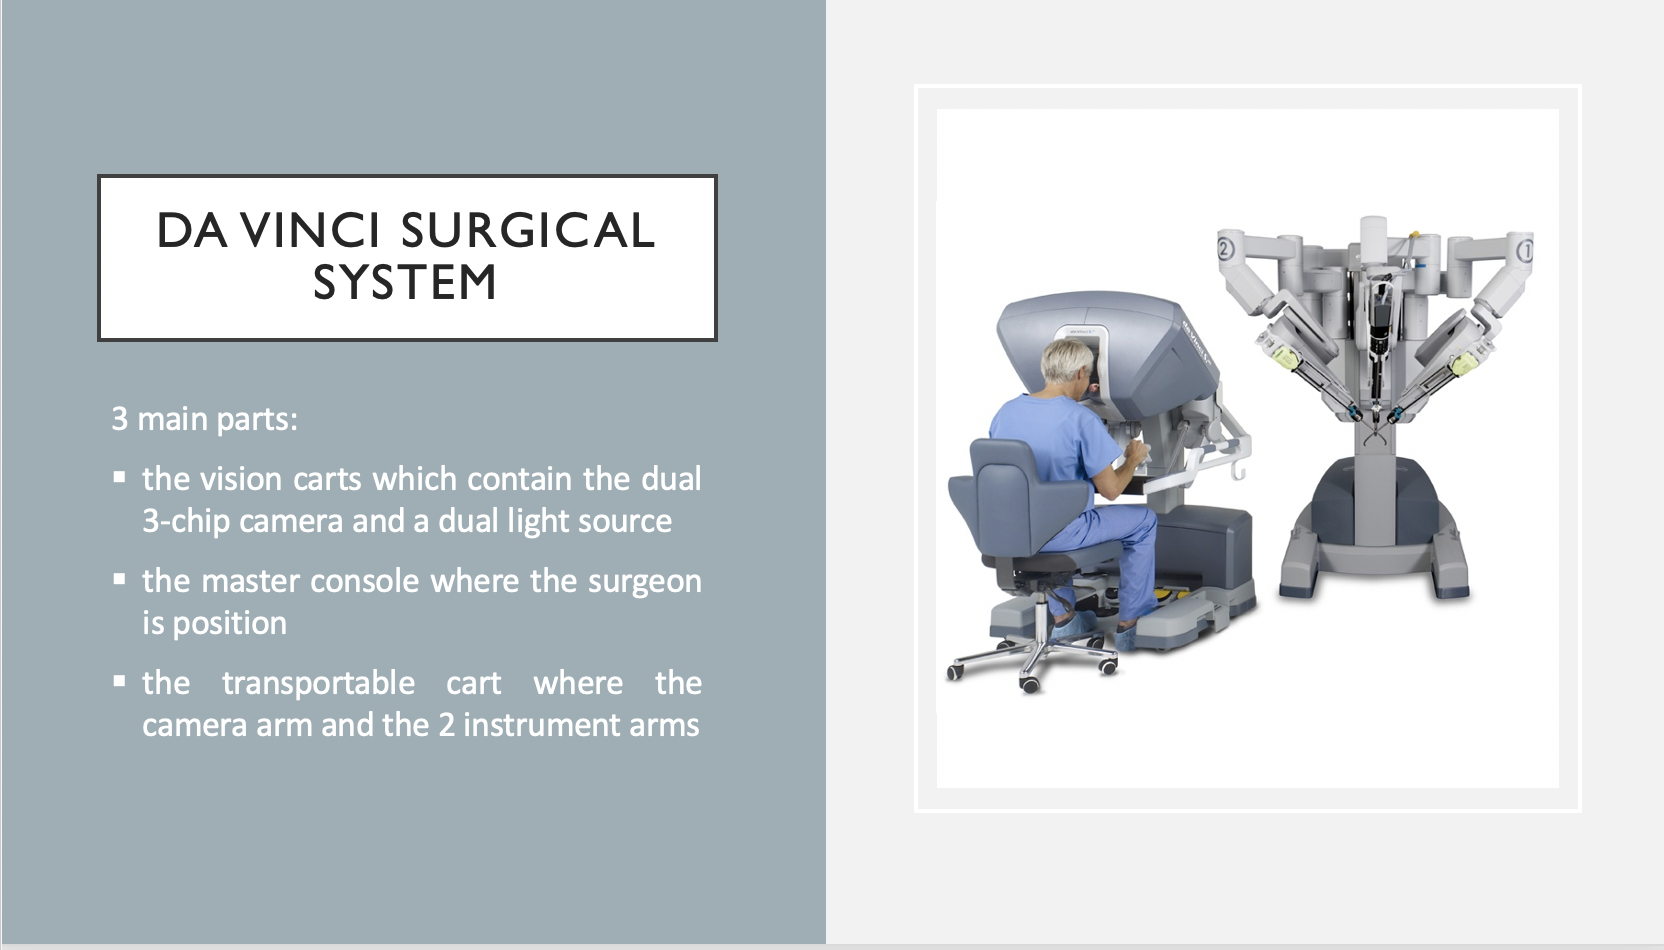 DA VINCI SURGICAL
SYSTEM
3 main parts:
▪ the vision carts which contain the dual
3-chip camera and a dual light source
▪ the master console where the surgeon
is position
▪ the transportable cart where the
camera arm and the 2 instrument arms
2
1